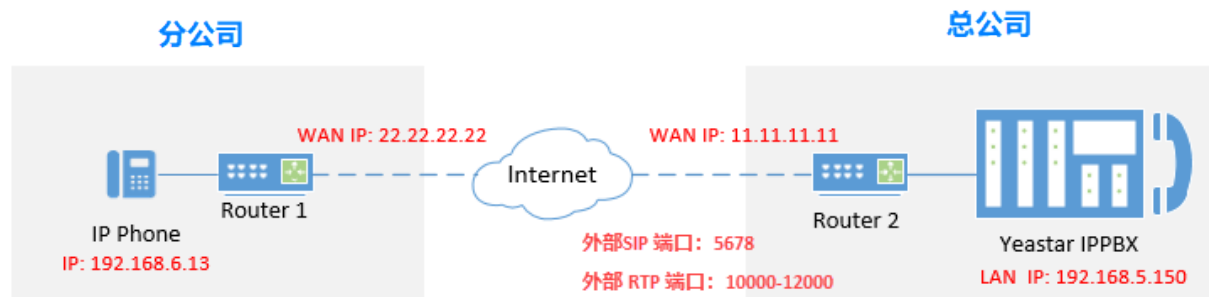 分公司
总公司
WAN IP: 22.22.22.22
WAN IP: 11.11.11.11
Internet
Router 1
Router 2
IP Phone
IP: 192.168.6.13
外部SIP 端口：5678
外部 RTP 端口：10000-12000
Yeastar IPPBX
LAN IP: 192.168.5.150